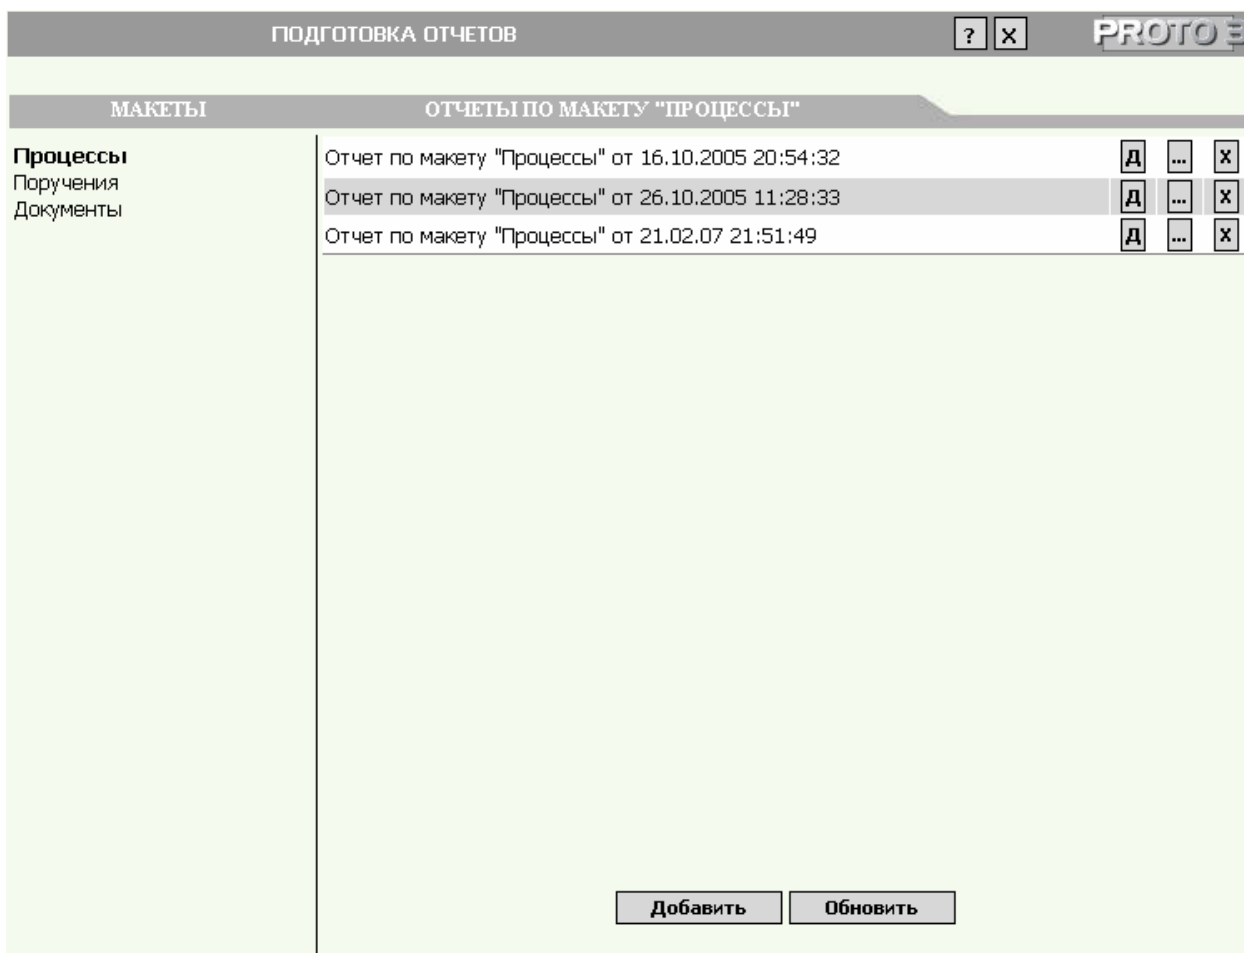 ПОДГОТОВКА ОТЧЕТОВ ? X PROTO 3
МАКЕТЫ ОТЧЕТЫ ПО МАКЕТУ "ПРОЦЕССЫ"
Процессы
Поручения
Документы
Отчет по макету "Процессы" от 16.10.2005 20:54:32 Д ... X
Отчет по макету "Процессы" от 26.10.2005 11:28:33 Д ... X
Отчет по макету "Процессы" от 21.02.07 21:51:49 Д ... X
Добавить Обновить